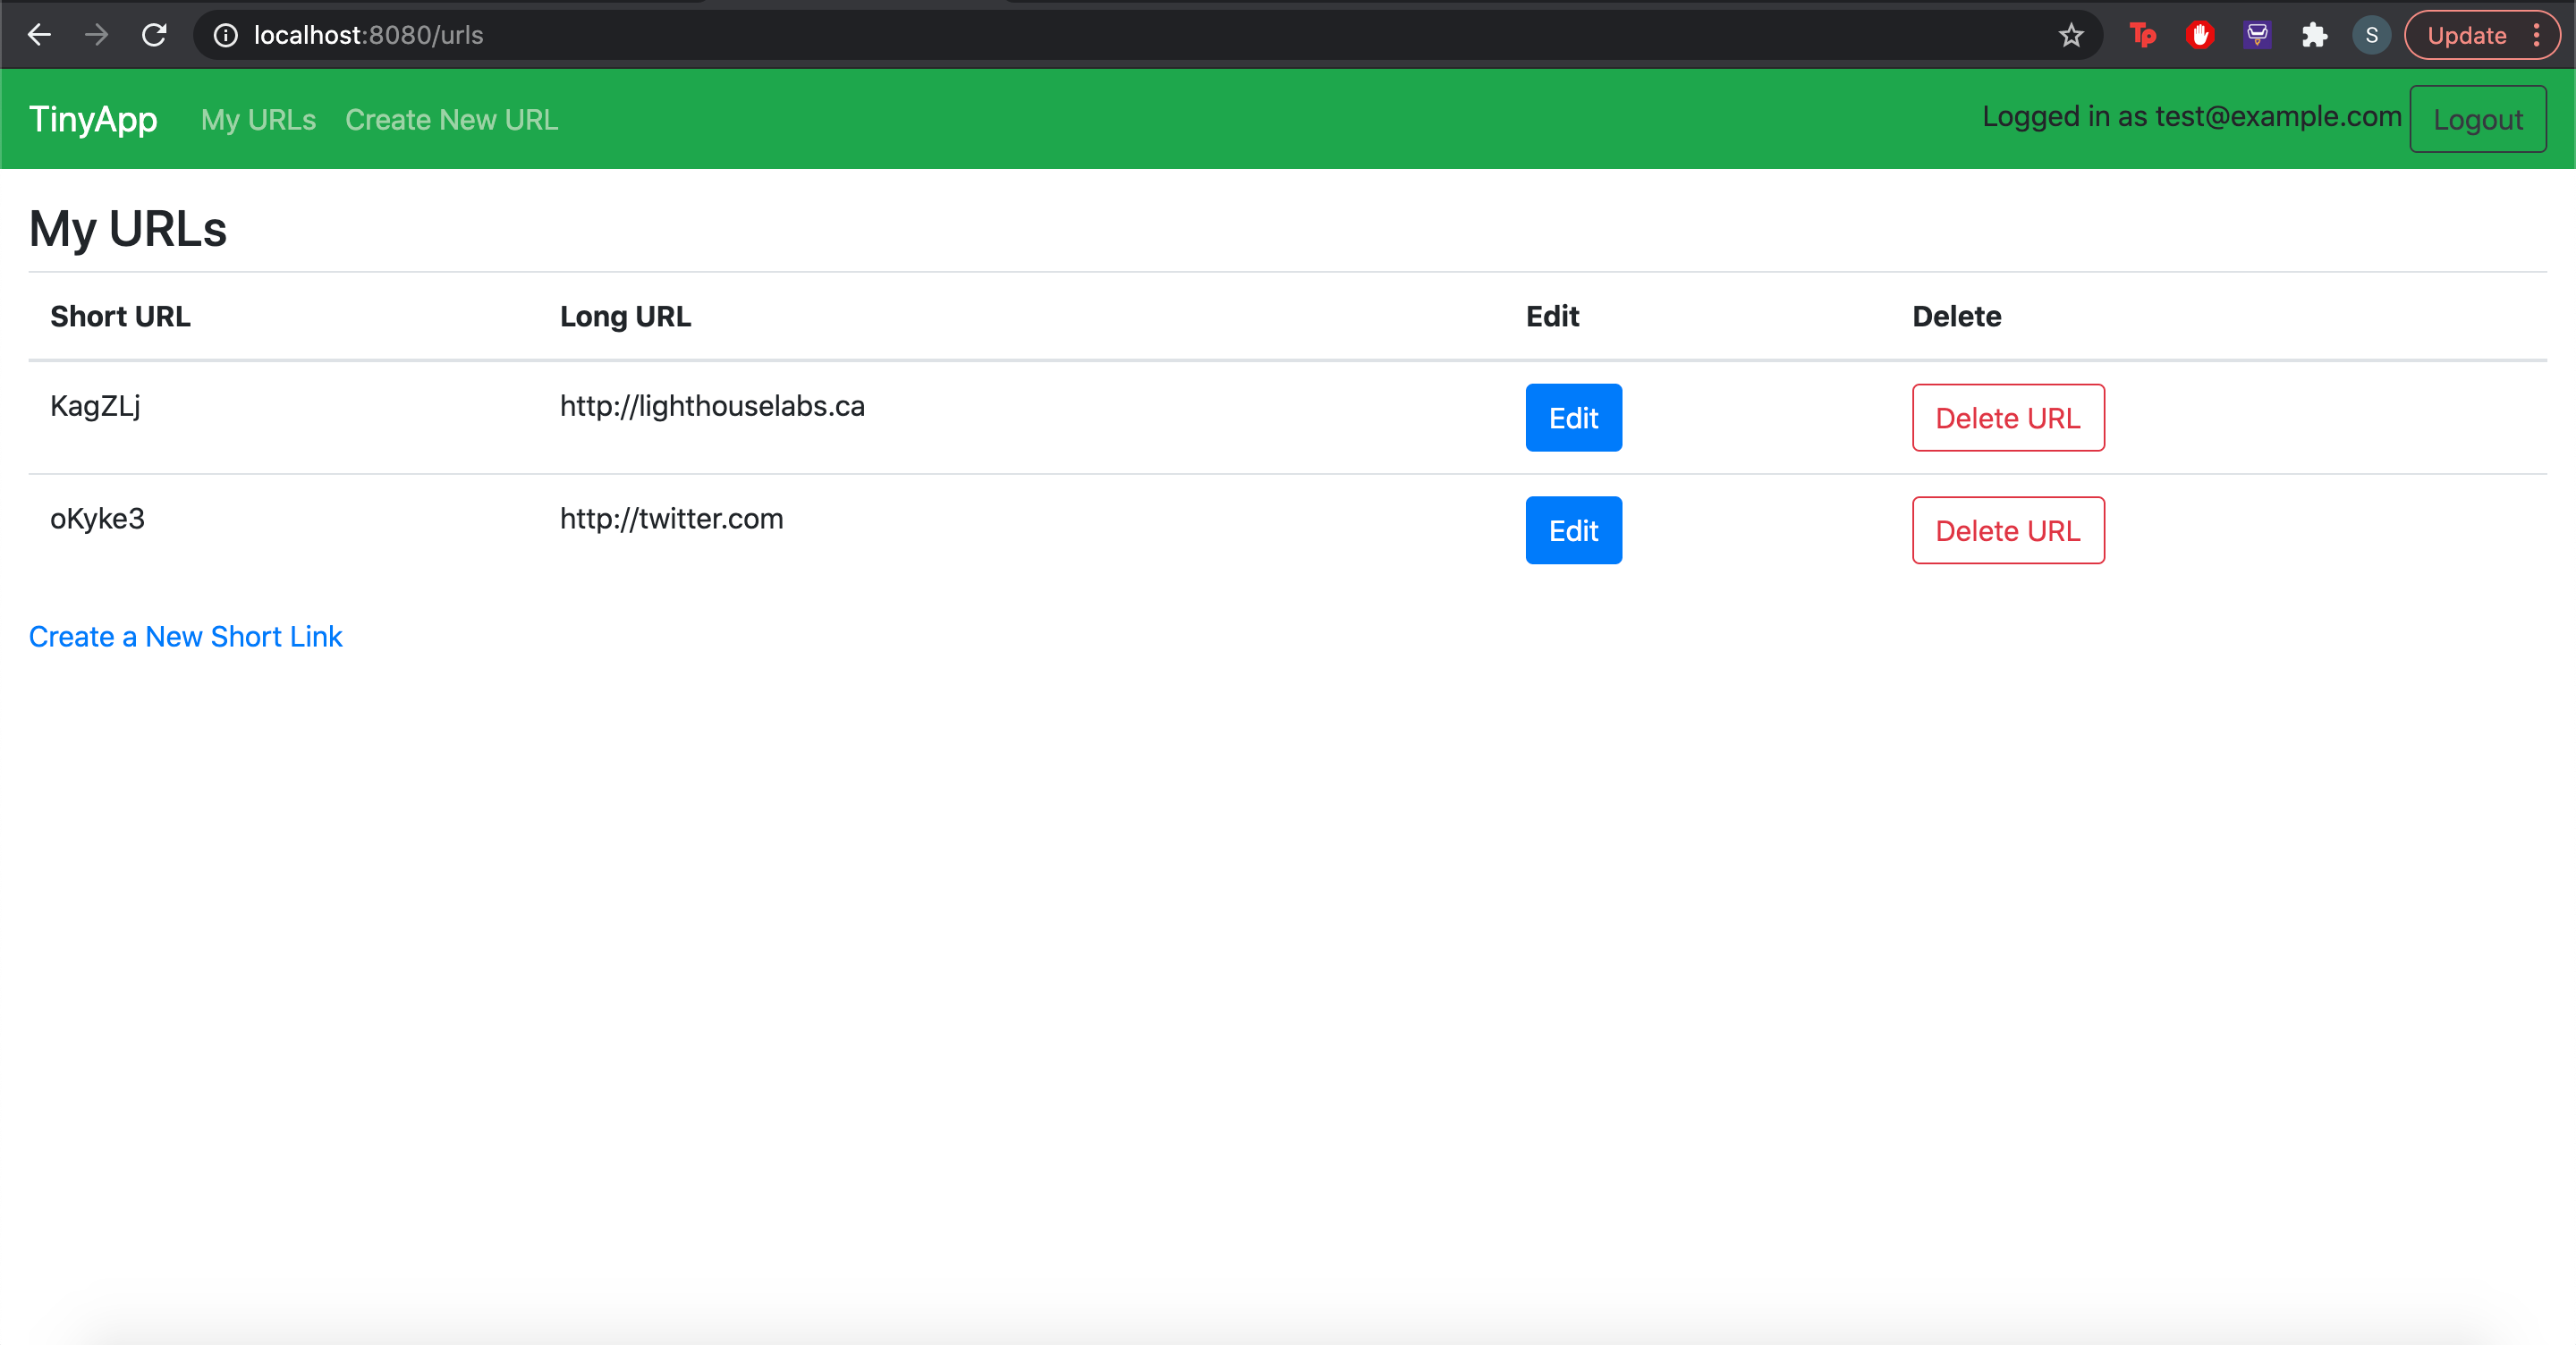 localhost:8080/urls
Tp
S
Update
TinyApp My URLs Create New URL Logged in as test@example.com Logout
My URLs
Short URL Long URL Edit Delete
KagZLj http://lighthouselabs.ca Edit Delete URL
oKyke3 http://twitter.com Edit Delete URL
Create a New Short Link